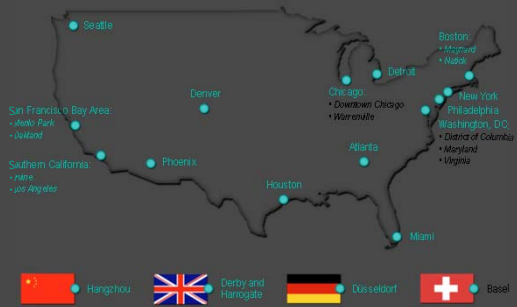 Seattle
Boston:
• Maynard
• Natick
Detroit
Chicago:
• Downtown Chicago
• Warrenville
Denver
New York
Philadelphia
Washington, DC:
• District of Columbia
• Maryland
• Virginia
San Francisco Bay Area:
• Menlo Park
• Oakland
Southern California:
• Irvine
• Los Angeles
Phoenix
Atlanta
Houston
Miami
Hangzhou
Derby and
Harrogate
Düsseldorf
Basel